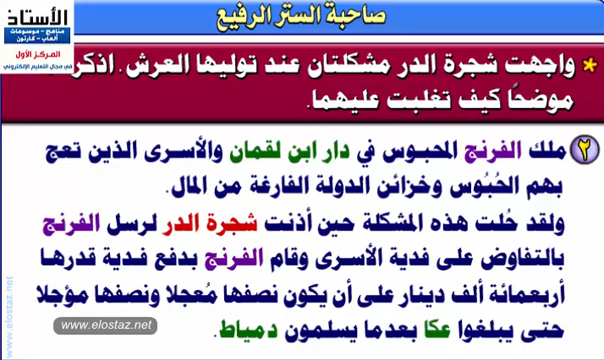 صاحبة الستر الرفيع
الأستاذ
مناهج - موسوعات
ألعاب - كارتون
المركز الأول
في مجال التعليم الإلكتروني
* واجهت شجرة الدر مشكلتان عند توليها العرش. اذكر
موضحًا كيف تغلبت عليهما.
٢ ملك الفرنج المحبوس في دار ابن لقمان والأسرى الذين تعج
بهم الحُبُوس وخزائن الدولة الفارغة من المال.
ولقد حُلت هذه المشكلة حين أذنت شجرة الدر لرسل الفرنج
بالتفاوض على فدية الأسرى وقام الفرنج بدفع فدية قدرها
أربعمائة ألف دينار على أن يكون نصفها مُعجلا ونصفها مؤجلا
حتى يبلغوا عكا بعدما يسلمون دمياط.
www.elostaz.net
www.elostaz.net